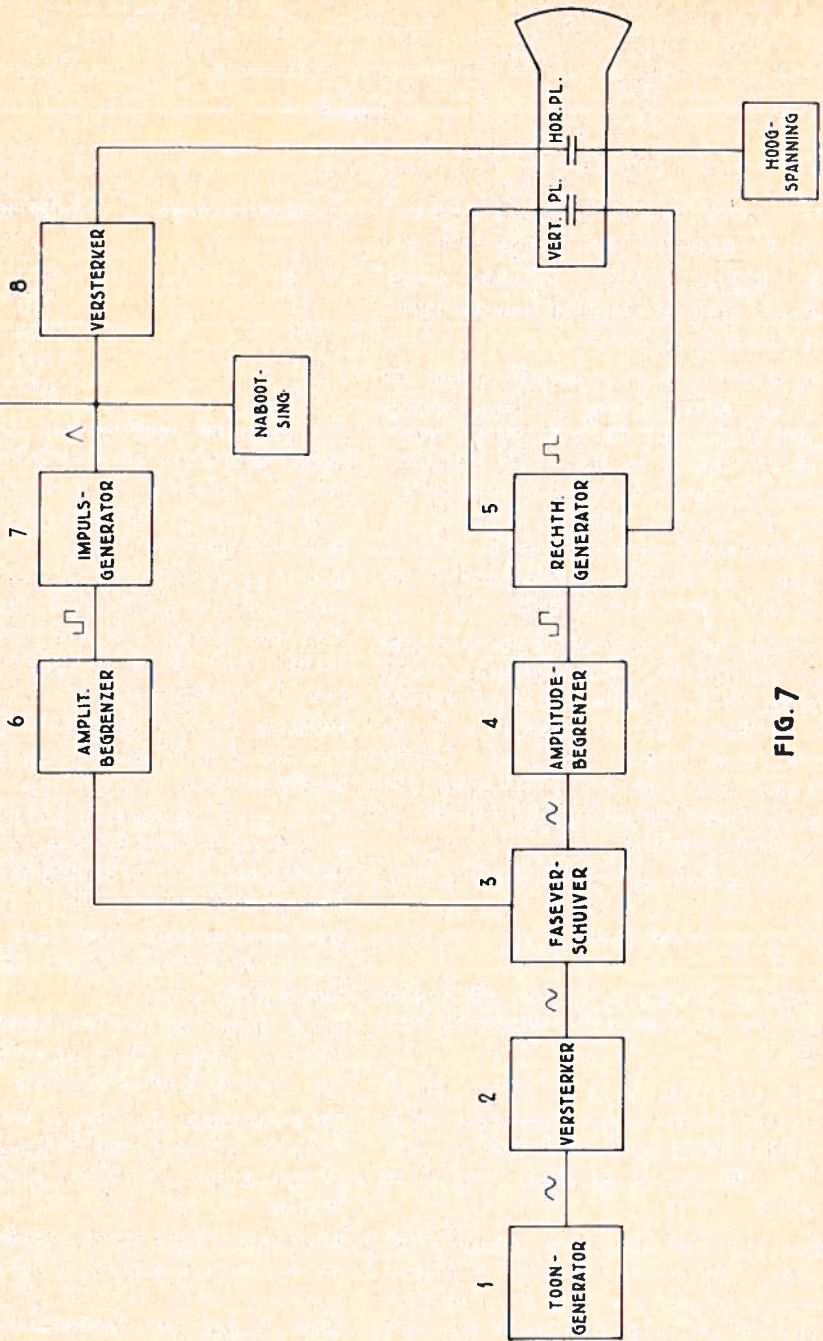 6
AMPLIT.
BEGRENZER
7
IMPULS-
GENERATOR
8
VERSTERKER
NABOOT-
SING.
1
TOON-
GENERATOR
2
VERSTERKER
3
FASEVER-
SCHUIVER
4
AMPLITUDE-
BEGRENZER
5
RECHTH.
GENERATOR
VERT. PL.
HOR. PL.
HOOG-
SPANNING
FIG. 7